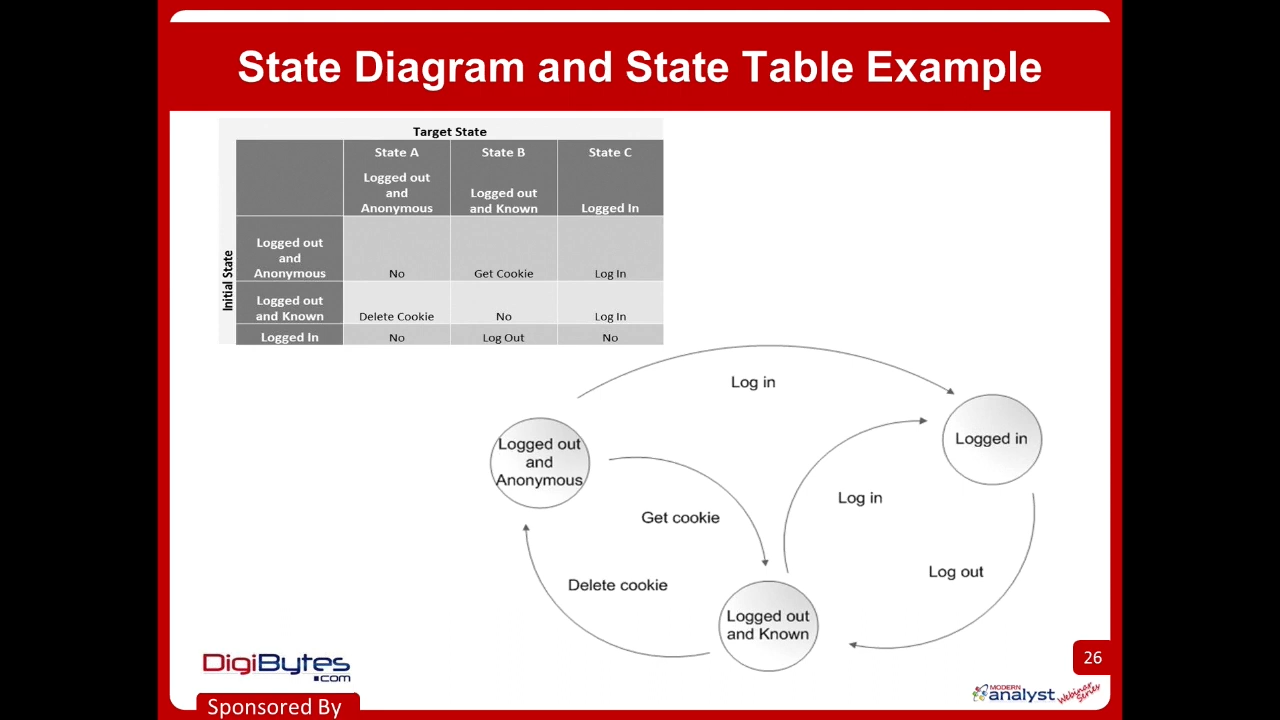 State Diagram and State Table Example
Target State
State A
State B
State C
Logged out
and
Anonymous
Logged out
and Known
Logged In
Initial State
Logged out
and
Anonymous
No
Get Cookie
Log In
Logged out
and Known
Delete Cookie
No
Log In
Logged In
No
Log Out
No
Log in
Logged out
and
Anonymous
Logged in
Get cookie
Log in
Delete cookie
Log out
Logged out
and Known
DigiBytes
.com
Sponsored By
26
MODERN
analyst
Webinar
Series